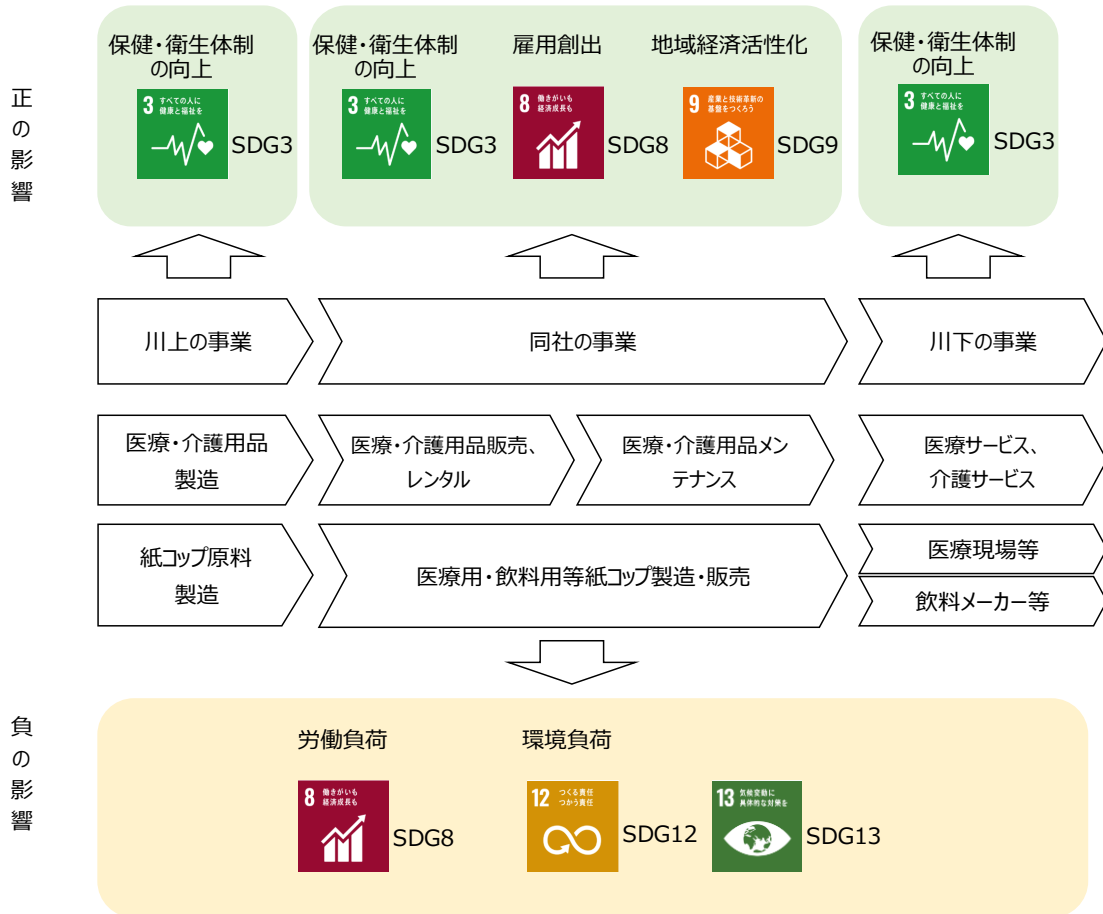 正の影響
保健・衛生体制
の向上
3 すべての人に
健康と福祉を
SDG3
保健・衛生体制
の向上
3 すべての人に
健康と福祉を
SDG3
雇用創出
8 働きがいも
経済成長も
SDG8
地域経済活性化
9 産業と技術革新の
基盤をつくろう
SDG9
保健・衛生体制
の向上
3 すべての人に
健康と福祉を
SDG3
川上の事業
同社の事業
川下の事業
医療・介護用品
製造
医療・介護用品販売、
レンタル
医療・介護用品メン
テナンス
医療サービス、
介護サービス
紙コップ原料
製造
医療用・飲料用等紙コップ製造・販売
医療現場等
飲料メーカー等
負の影響
労働負荷
8 働きがいも
経済成長も
SDG8
環境負荷
12 つくる責任
つかう責任
SDG12
13 気候変動に
具体的な対策を
SDG13